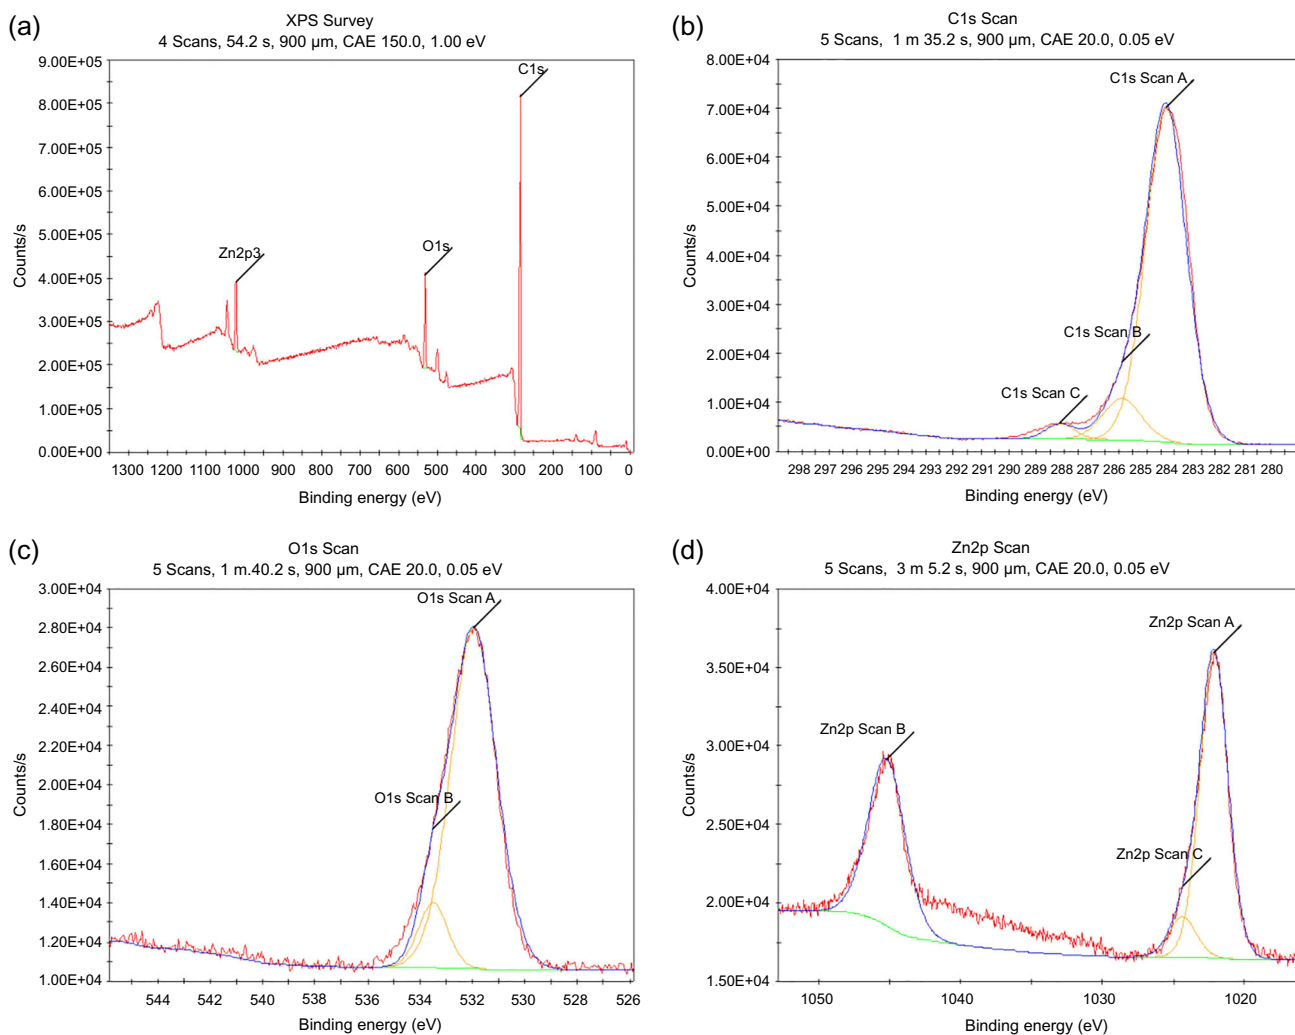 (a)
XPS Survey
4 Scans, 54.2 s, 900 µm, CAE 150.0, 1.00 eV
9.00E+05
8.00E+05
7.00E+05
6.00E+05
5.00E+05
4.00E+05
3.00E+05
2.00E+05
1.00E+05
0.00E+00
Counts/s
C1s
O1s
Zn2p3
1300 1200 1100 1000 900 800 700 600 500 400 300 200 100 0
Binding energy (eV)
(b)
C1s Scan
5 Scans, 1 m 35.2 s, 900 µm, CAE 20.0, 0.05 eV
8.00E+04
7.00E+04
6.00E+04
5.00E+04
4.00E+04
3.00E+04
2.00E+04
1.00E+04
0.00E+00
Counts/s
C1s Scan A
C1s Scan B
C1s Scan C
298 297 296 295 294 293 292 291 290 289 288 287 286 285 284 283 282 281 280
Binding energy (eV)
(c)
O1s Scan
5 Scans, 1 m.40.2 s, 900 µm, CAE 20.0, 0.05 eV
3.00E+04
2.80E+04
2.60E+04
2.40E+04
2.20E+04
2.00E+04
1.80E+04
1.60E+04
1.40E+04
1.20E+04
1.00E+04
Counts/s
O1s Scan A
O1s Scan B
544 542 540 538 536 534 532 530 528 526
Binding energy (eV)
(d)
Zn2p Scan
5 Scans, 3 m 5.2 s, 900 µm, CAE 20.0, 0.05 eV
4.00E+04
3.50E+04
3.00E+04
2.50E+04
2.00E+04
1.50E+04
Counts/s
Zn2p Scan A
Zn2p Scan B
Zn2p Scan C
1050 1040 1030 1020
Binding energy (eV)